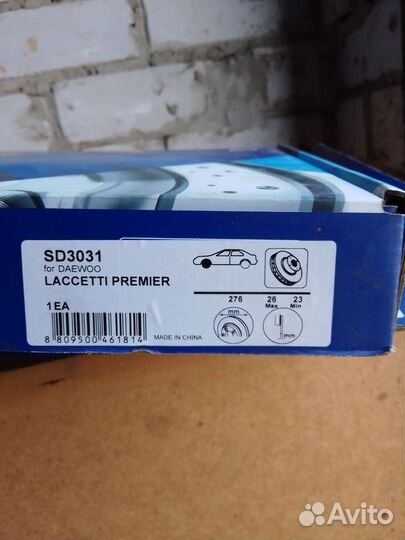 SD3031
for DAEWOO
LACCETTI PREMIER
1EA
8 809500 461814
MADE IN CHINA
276 26 23
Max Min
mm mm
Avito